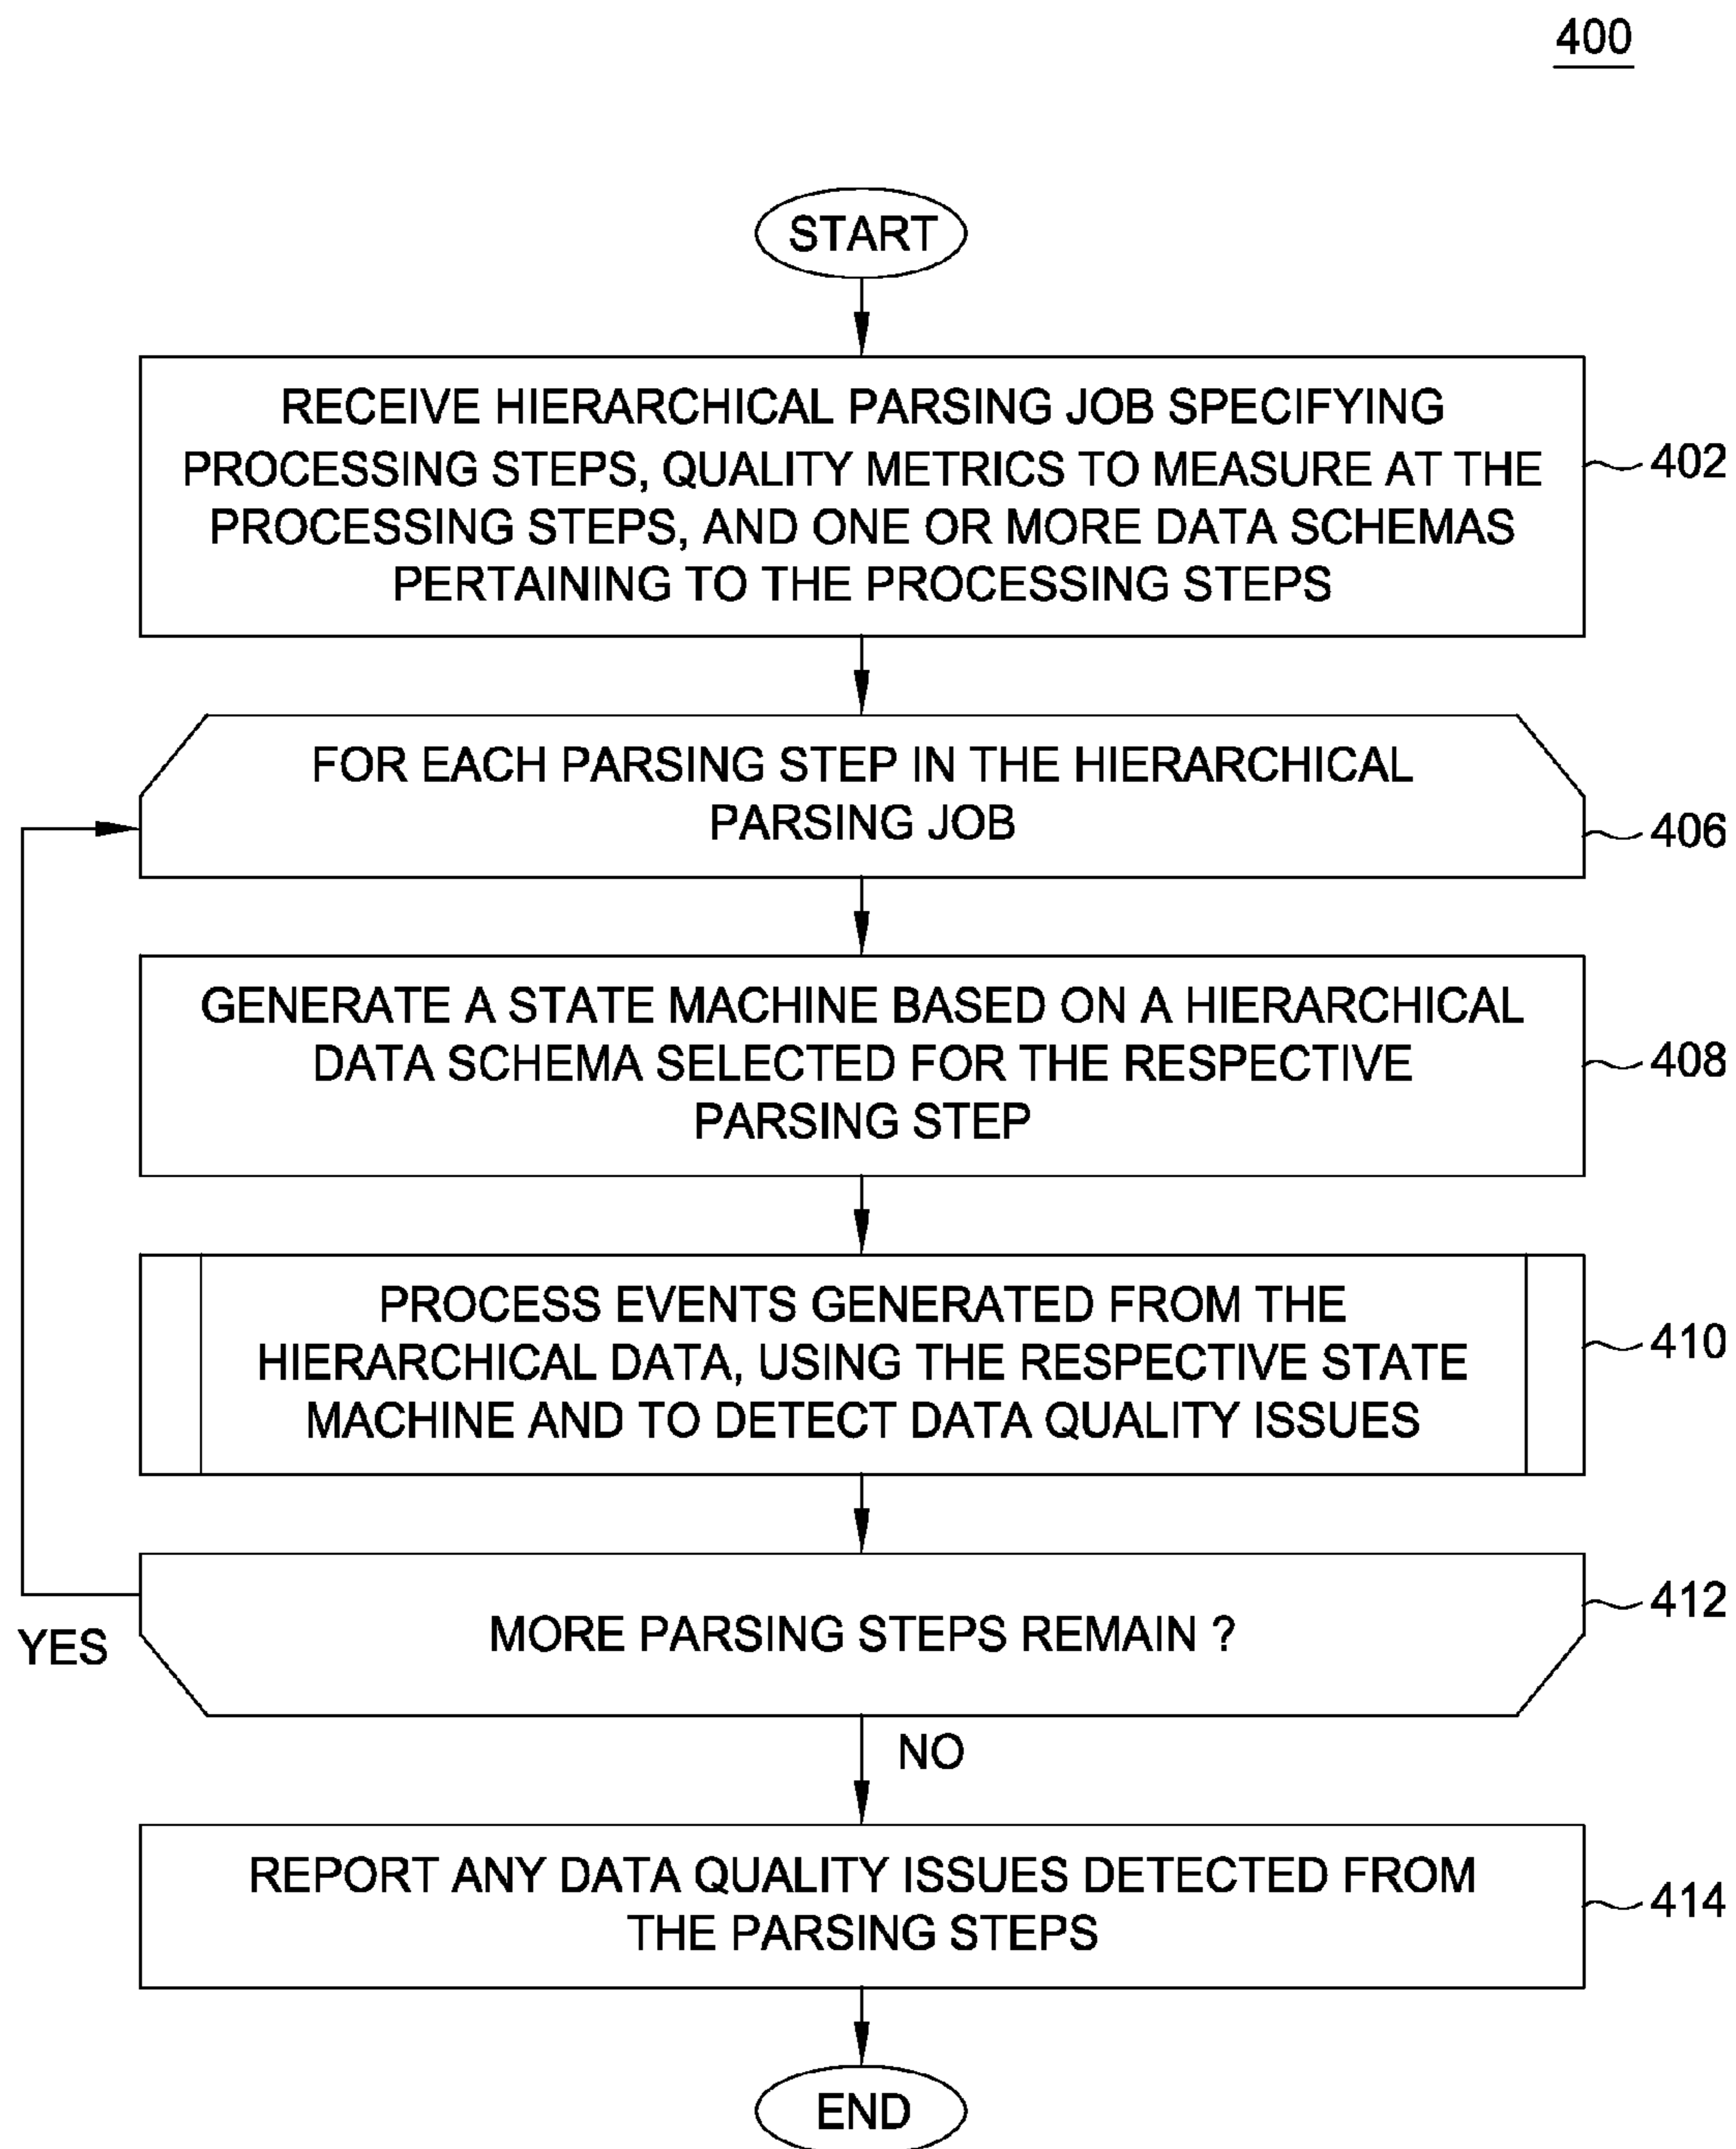 400
START
RECEIVE HIERARCHICAL PARSING JOB SPECIFYING
PROCESSING STEPS, QUALITY METRICS TO MEASURE AT THE
PROCESSING STEPS, AND ONE OR MORE DATA SCHEMAS
PERTAINING TO THE PROCESSING STEPS
402
FOR EACH PARSING STEP IN THE HIERARCHICAL
PARSING JOB
406
GENERATE A STATE MACHINE BASED ON A HIERARCHICAL
DATA SCHEMA SELECTED FOR THE RESPECTIVE
PARSING STEP
408
PROCESS EVENTS GENERATED FROM THE
HIERARCHICAL DATA, USING THE RESPECTIVE STATE
MACHINE AND TO DETECT DATA QUALITY ISSUES
410
MORE PARSING STEPS REMAIN ?
412
YES
NO
REPORT ANY DATA QUALITY ISSUES DETECTED FROM
THE PARSING STEPS
414
END